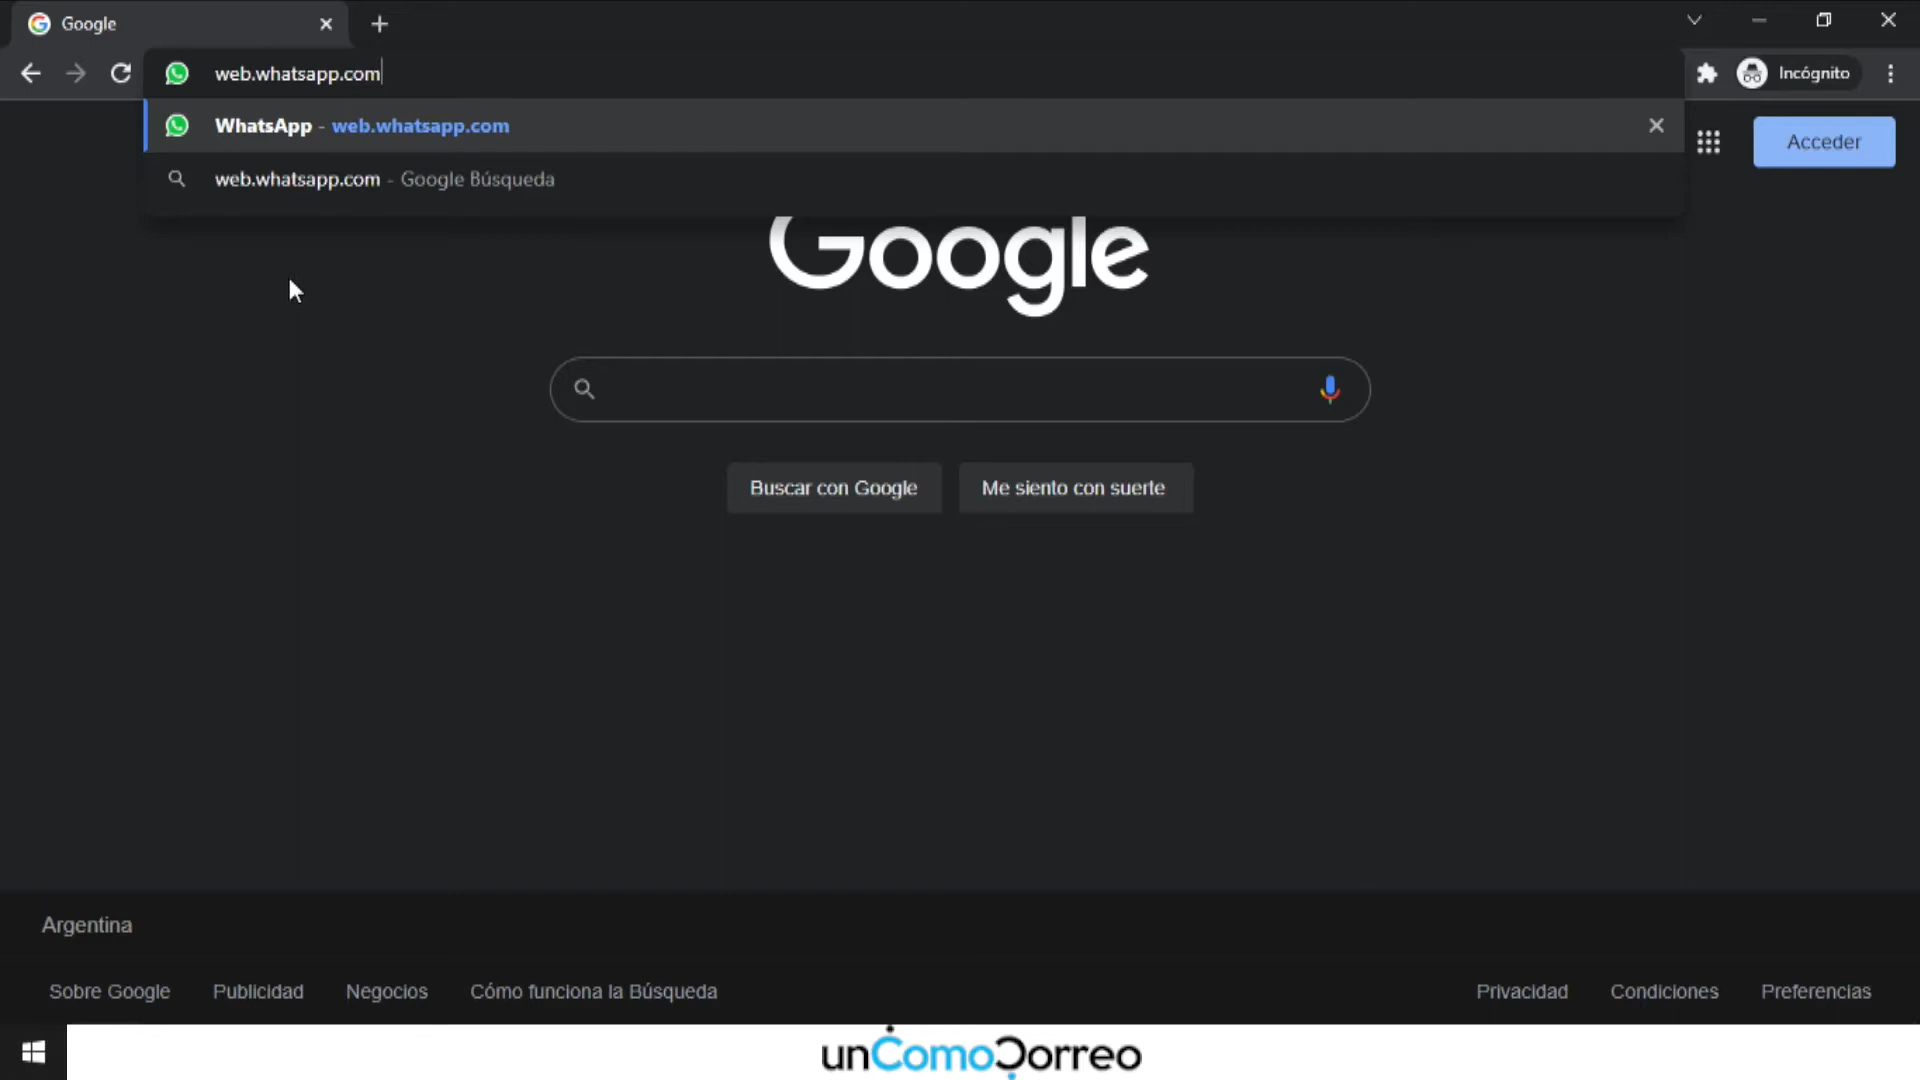 Google
web.whatsapp.com
Incógnito
WhatsApp - web.whatsapp.com
Acceder
web.whatsapp.com - Google Búsqueda
Google
Buscar con Google
Me siento con suerte
Argentina
Sobre Google
Publicidad
Negocios
Cómo funciona la Búsqueda
Privacidad
Condiciones
Preferencias
unComoCorreo